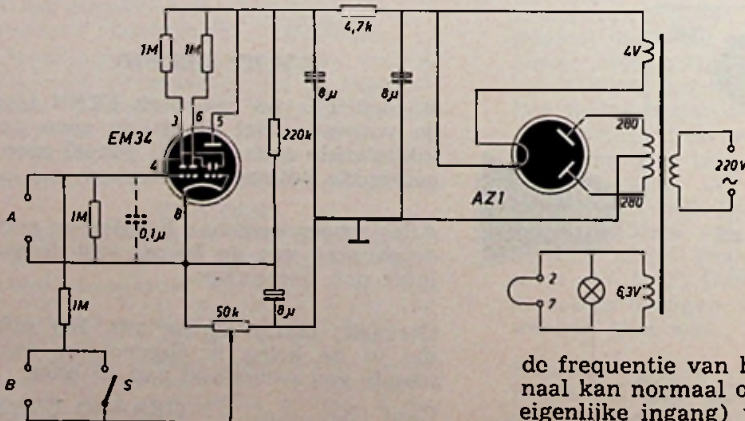 4,7k
1M
1M
8μ
8μ
4V
3
6
5
EM34
220k
280
4
AZ1
220V
~
A
1M
0,1μ
8
280
1M
50k
8μ
2
7
6,3V
B
S
de frequentie van h
naal kan normaal o
eigenlijke ingang)